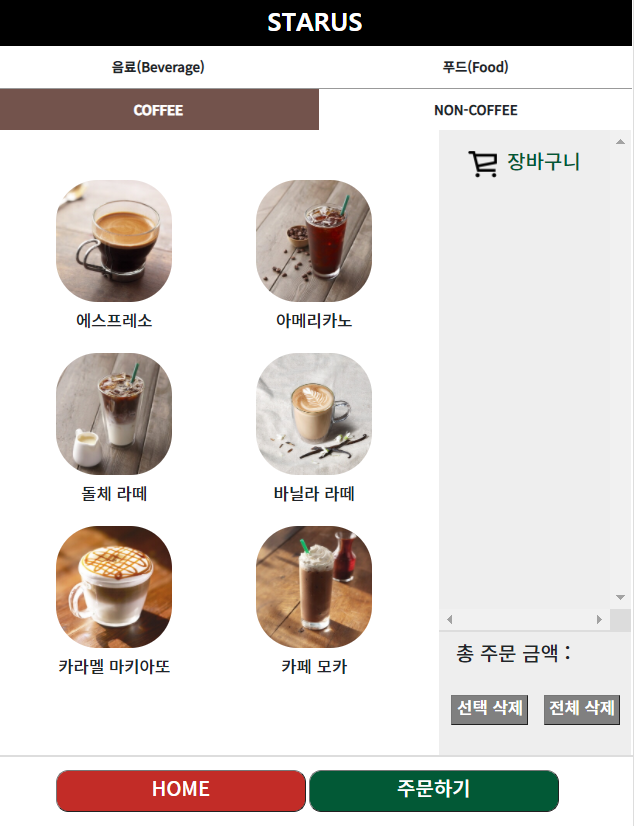 STARUS
음료(Beverage) 푸드(Food)
COFFEE NON-COFFEE
장바구니
에스프레소 아메리카노
돌체 라떼 바닐라 라떼
카라멜 마키아또 카페 모카
총 주문 금액 :
선택 삭제 전체 삭제
HOME 주문하기